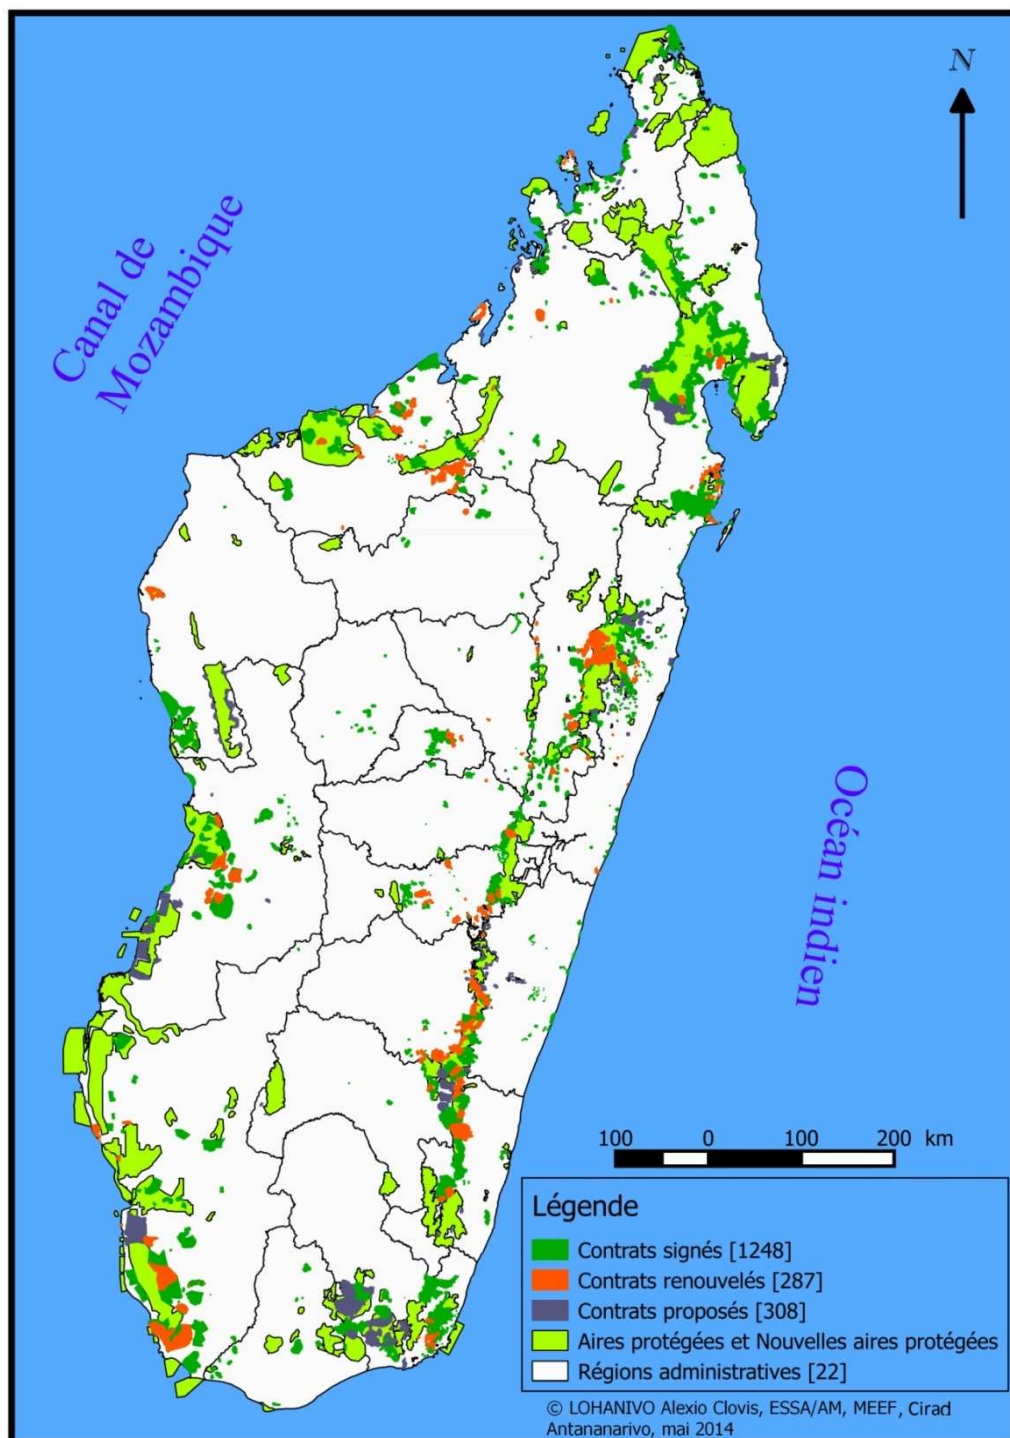 N
Canal de
Mozambique
Océan indien
100 0 100 200 km
Légende
Contrats signés [1248]
Contrats renouvelés [287]
Contrats proposés [308]
Aires protégées et Nouvelles aires protégées
Régions administratives [22]
© LOHANIVO Alexio Clovis, ESSA/AM, MEEF, Cirad
Antananarivo, mai 2014